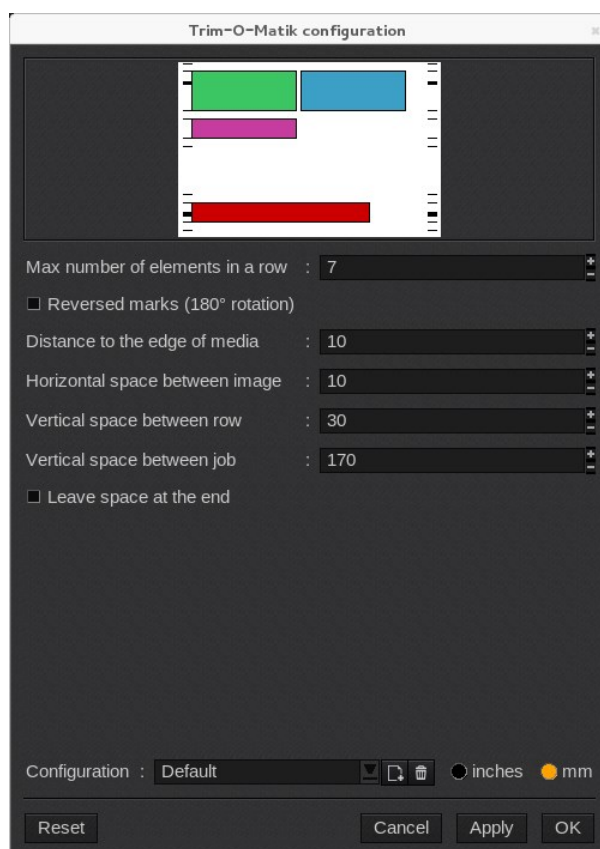 Trim-O-Matik configuration
Max number of elements in a row : 7
Reversed marks (180° rotation)
Distance to the edge of media : 10
Horizontal space between image : 10
Vertical space between row : 30
Vertical space between job : 170
Leave space at the end
Configuration : Default inches mm
Reset Cancel Apply OK